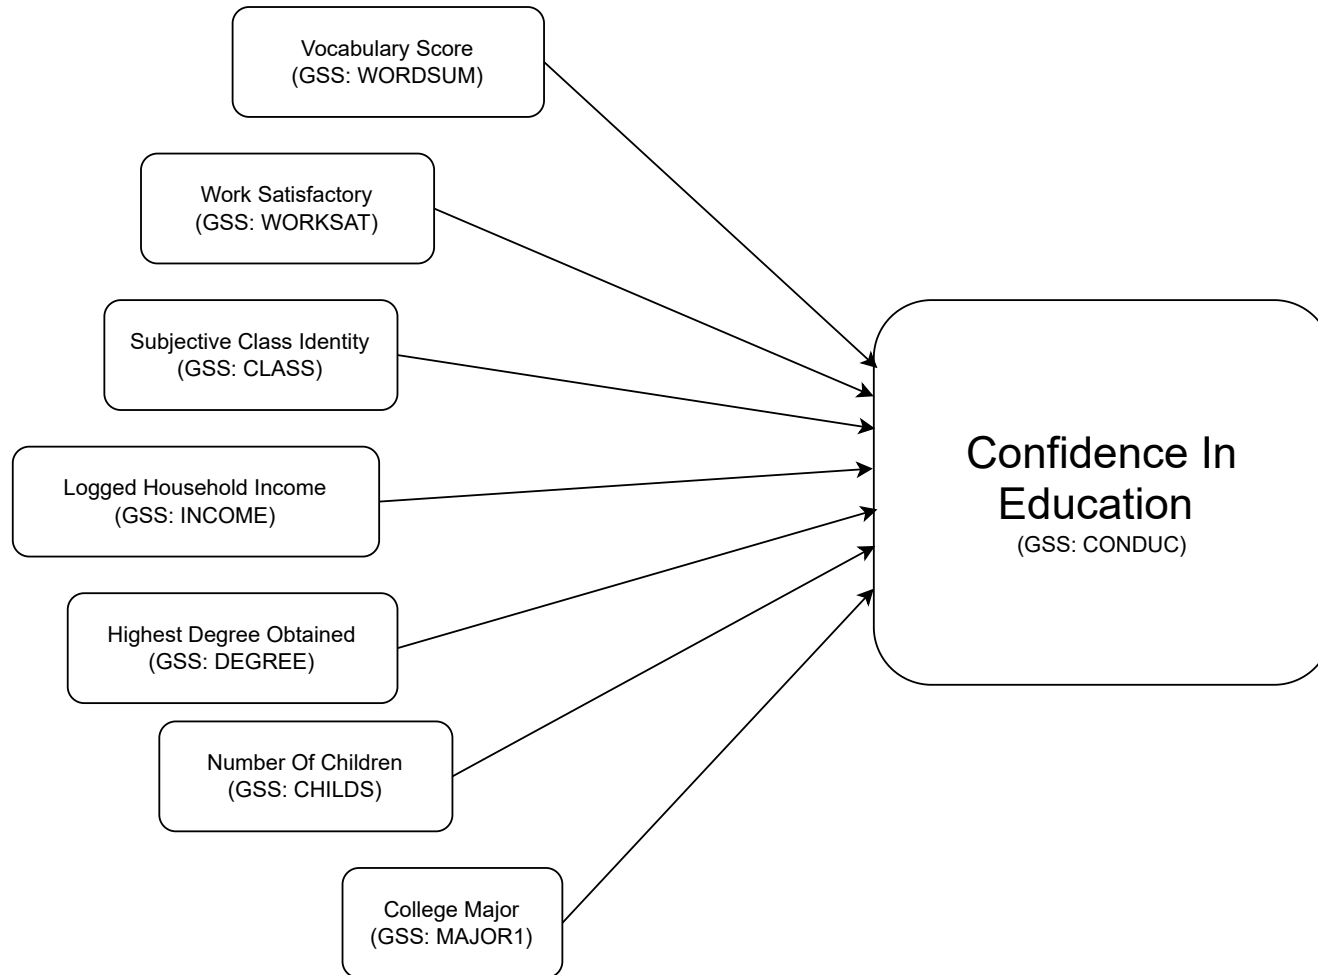 Vocabulary Score
(GSS: WORDSUM)
Work Satisfactory
(GSS: WORKSAT)
Subjective Class Identity
(GSS: CLASS)
Logged Household Income
(GSS: INCOME)
Highest Degree Obtained
(GSS: DEGREE)
Number Of Children
(GSS: CHILDS)
College Major
(GSS: MAJOR1)
Confidence In
Education
(GSS: CONDUC)